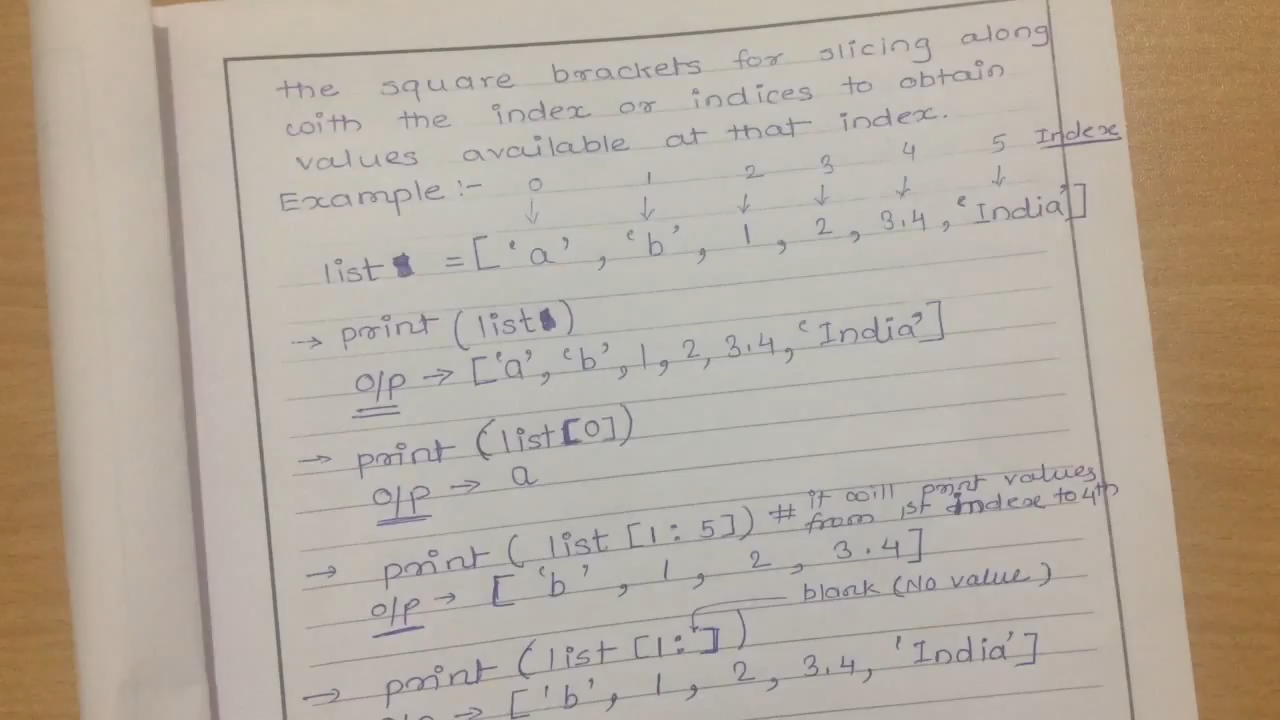 the square brackets for slicing along
with the index or indices to obtain
values available at that index.
Example :- 0 1 2 3 4 5 Index
↓ ↓ ↓ ↓ ↓ ↓
list = ['a', 'b', 1, 2, 3.4, 'India']
→ print (list)
o/p → ['a', 'b', 1, 2, 3.4, 'India']
→ print (list[0])
o/p → a
→ print ( list [1: 5]) # it will print values
from 1st index to 4th
o/p → [ 'b', 1, 2, 3.4]
blank (No value)
→ print (list [1: ])
→ ['b', 1, 2, 3.4, 'India']